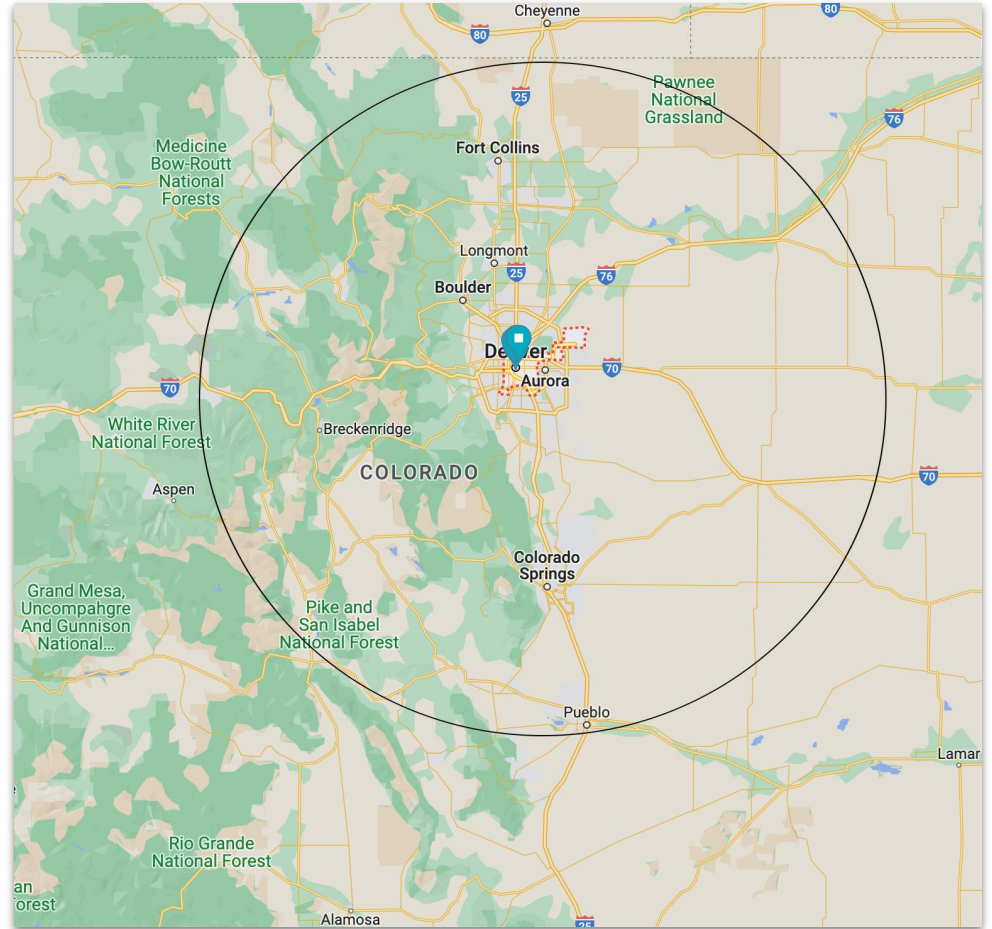 Cheyenne
80
80
25
Pawnee
National
Grassland
76
Medicine
Bow-Routt
National
Forests
Fort Collins
Longmont
25
76
Boulder
Denver
Aurora
70
70
White River
National Forest
Breckenridge
COLORADO
70
Aspen
Colorado
Springs
Grand Mesa,
Uncompahgre
And Gunnison
National...
Pike and
San Isabel
National Forest
Pueblo
Lamar
Rio Grande
National Forest
an
orest
Alamosa
25